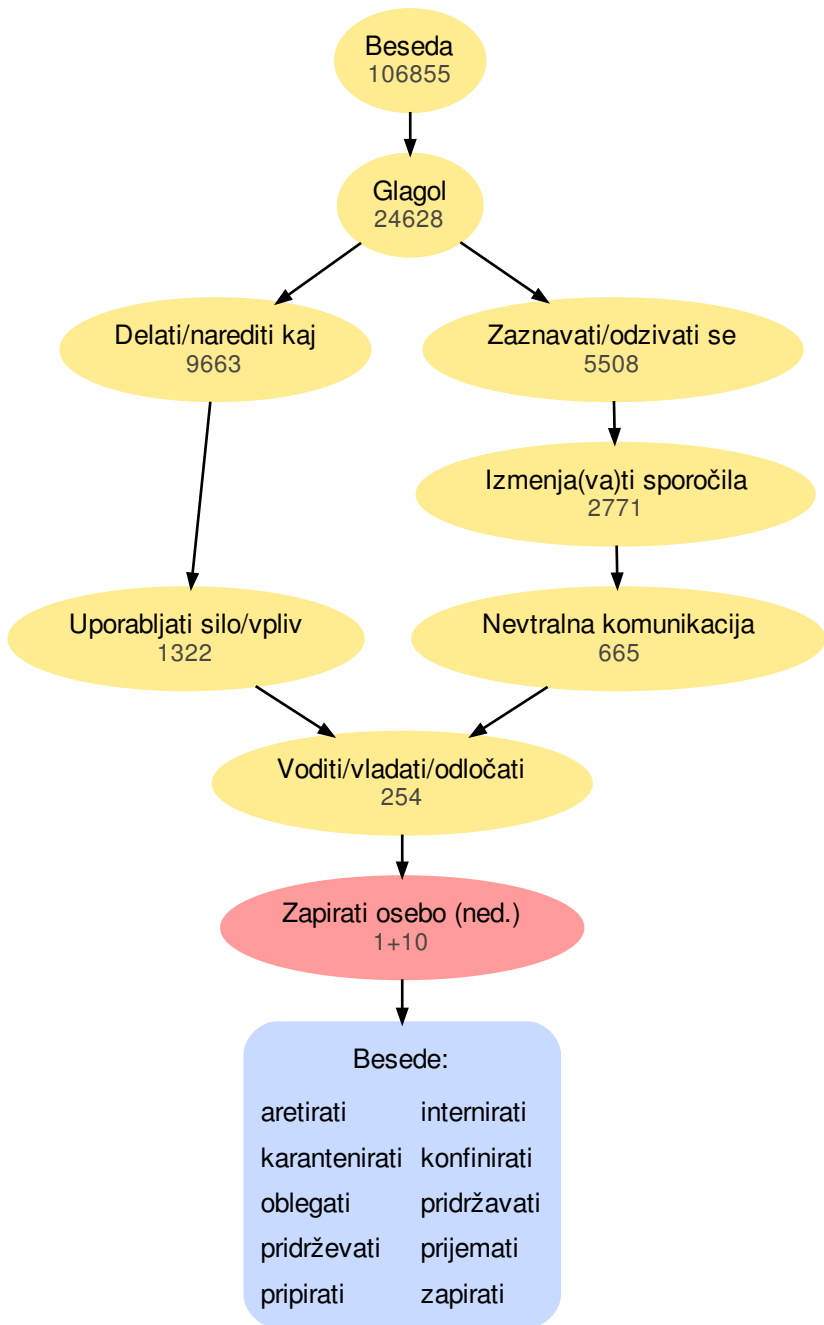 Beseda
106855
Glagol
24628
Delati/narediti kaj
9663
Zaznavati/odzivati se
5508
Izmenja(va)ti sporočila
2771
Uporabljati silo/vpliv
1322
Nevtralna komunikacija
665
Voditi/vladati/odločati
254
Zapirati osebo (ned.)
1+10
Besede:
aretirati internirati
karantenirati konfinirati
oblegati pridržavati
pridrževati prijemati
pripirati zapirati